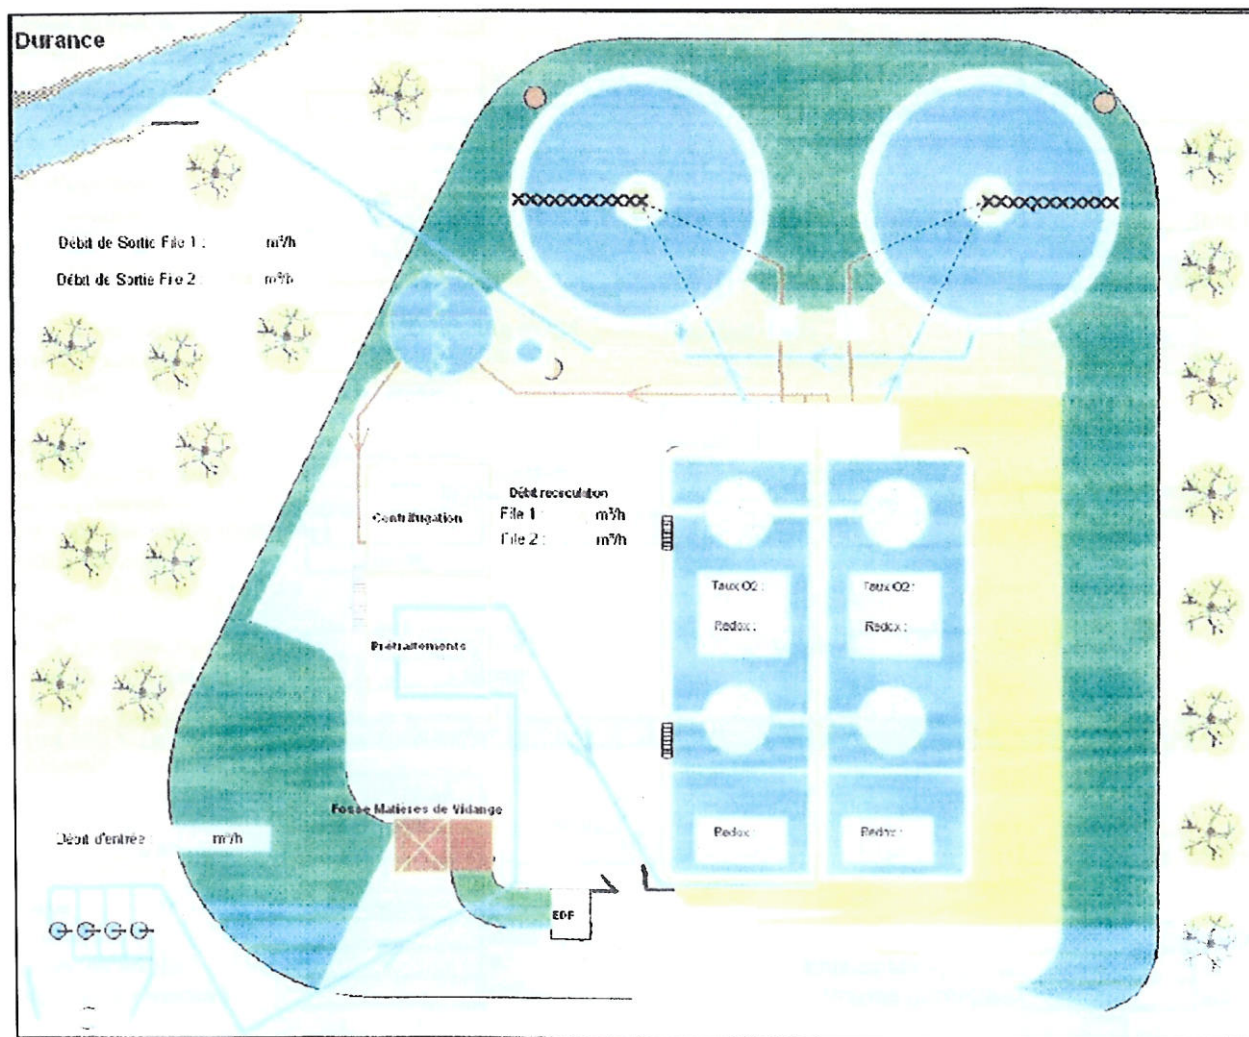 Durance
Débit de Sortie File 1 : m³/h
Débit de Sortie File 2 : m³/h
Débit recirculation
File 1 : m³/h
File 2 : m³/h
Centrifugation
Taux O2 : Taux O2 :
Redox : Redox :
Prétraitements
Fosse Matières de Vidange
Débit d'entrée : m³/h
Redox : Redox :
EDF